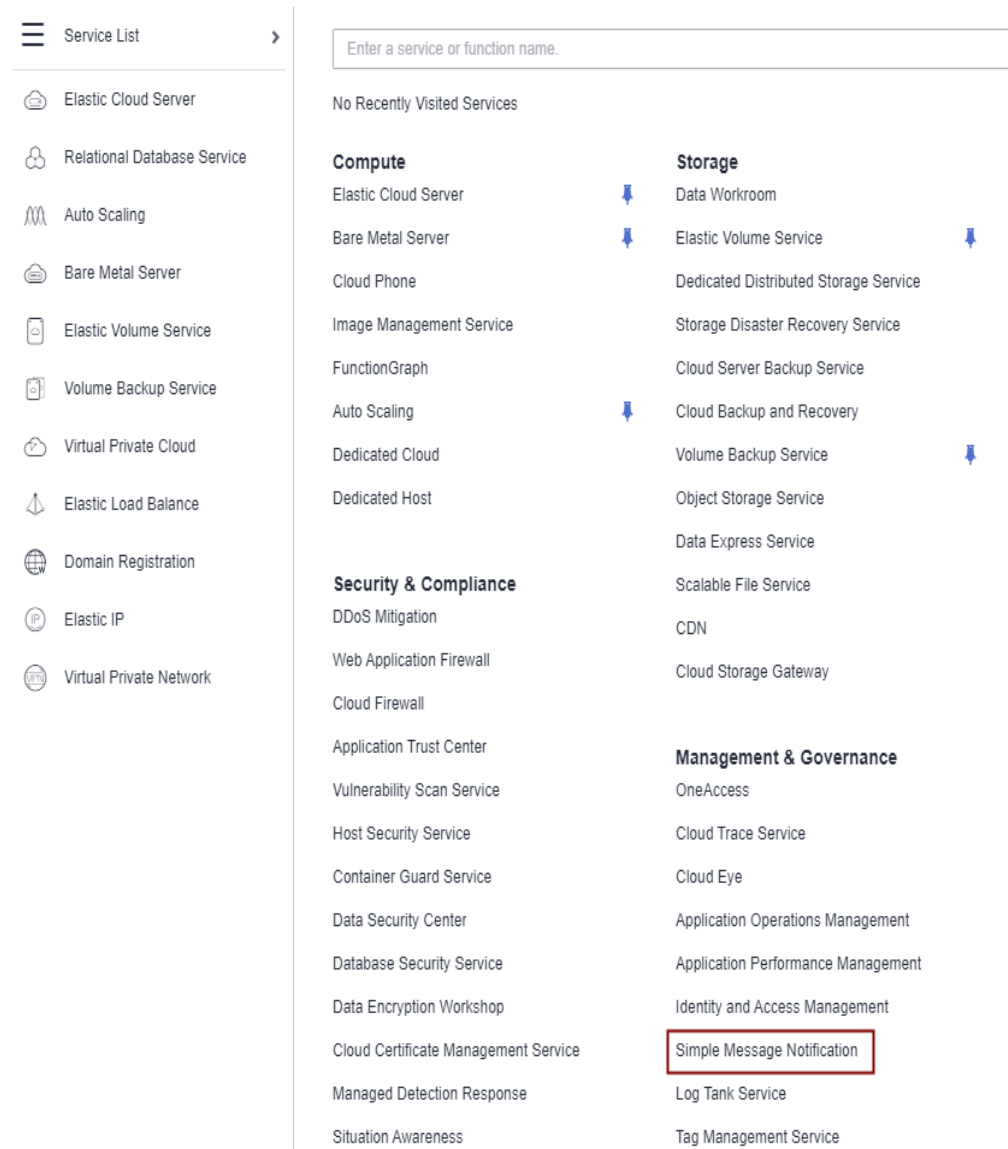 Service List
Elastic Cloud Server
Relational Database Service
Auto Scaling
Bare Metal Server
Elastic Volume Service
Volume Backup Service
Virtual Private Cloud
Elastic Load Balance
Domain Registration
Elastic IP
Virtual Private Network
Enter a service or function name.
No Recently Visited Services
Compute
Elastic Cloud Server
Bare Metal Server
Cloud Phone
Image Management Service
FunctionGraph
Auto Scaling
Dedicated Cloud
Dedicated Host
Security & Compliance
DDoS Mitigation
Web Application Firewall
Cloud Firewall
Application Trust Center
Vulnerability Scan Service
Host Security Service
Container Guard Service
Data Security Center
Database Security Service
Data Encryption Workshop
Cloud Certificate Management Service
Managed Detection Response
Situation Awareness
Storage
Data Workroom
Elastic Volume Service
Dedicated Distributed Storage Service
Storage Disaster Recovery Service
Cloud Server Backup Service
Cloud Backup and Recovery
Volume Backup Service
Object Storage Service
Data Express Service
Scalable File Service
CDN
Cloud Storage Gateway
Management & Governance
OneAccess
Cloud Trace Service
Cloud Eye
Application Operations Management
Application Performance Management
Identity and Access Management
Simple Message Notification
Log Tank Service
Tag Management Service